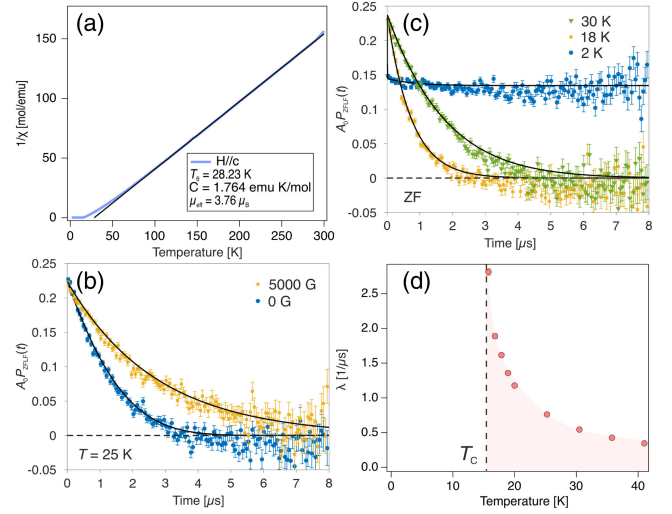 (a)
1/χ [mol/emu]
150
100
50
0
H//c
Tθ = 28.23 K
C = 1.764 emu K/mol
μeff = 3.76 μB
0 50 100 150 200 250 300
Temperature [K]
(c)
A0PZFLF(t)
0.25
0.2
0.15
0.1
0.05
0
-0.05
30 K
18 K
2 K
ZF
0 1 2 3 4 5 6 7 8
Time [μs]
(b)
A0PZFLF(t)
0.25
0.2
0.15
0.1
0.05
0
-0.05
5000 G
0 G
T = 25 K
0 1 2 3 4 5 6 7 8
Time [μs]
(d)
λ [1/μs]
2.5
2.0
1.5
1.0
0.5
0.0
TC
0 10 20 30 40
Temperature [K]